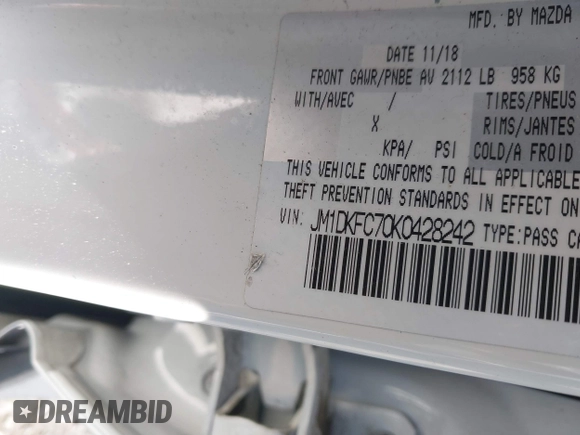 MFD. BY MAZDA
DATE 11/18
FRONT GAWR/PNBE AV 2112 LB 958 KG
WITH/AVEC / TIRES/PNEUS
X RIMS/JANTES
KPA/ PSI COLD/A FROID
THIS VEHICLE CONFORMS TO ALL APPLICABLE
THEFT PREVENTION STANDARDS IN EFFECT ON
VIN: JM1DKFC70K0428242 TYPE:PASS CA
DREAMBID